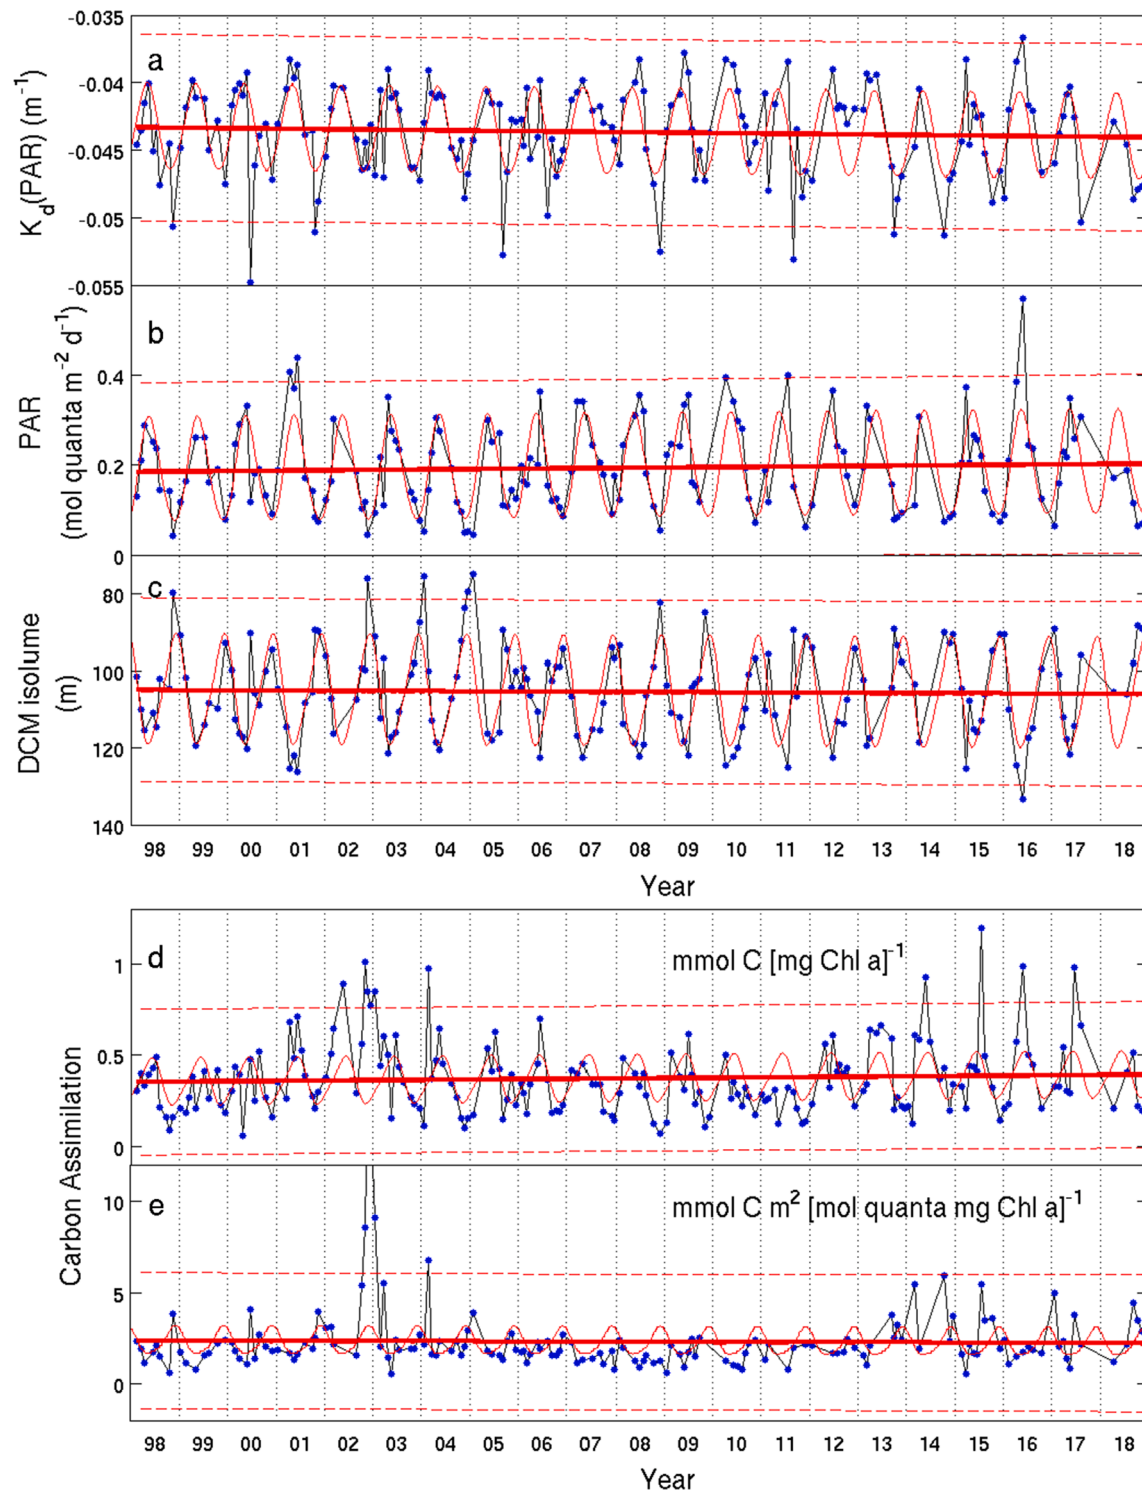 a
K_d(PAR) (m^-1)
-0.035
-0.04
-0.045
-0.05
-0.055
b
PAR
(mol quanta m^-2 d^-1)
0.4
0.2
0
c
DCM isolume
(m)
80
100
120
140
98 99 00 01 02 03 04 05 06 07 08 09 10 11 12 13 14 15 16 17 18
Year
d
mmol C [mg Chl a]^-1
1
0.5
0
Carbon Assimilation
e
mmol C m^2 [mol quanta mg Chl a]^-1
10
5
0
98 99 00 01 02 03 04 05 06 07 08 09 10 11 12 13 14 15 16 17 18
Year